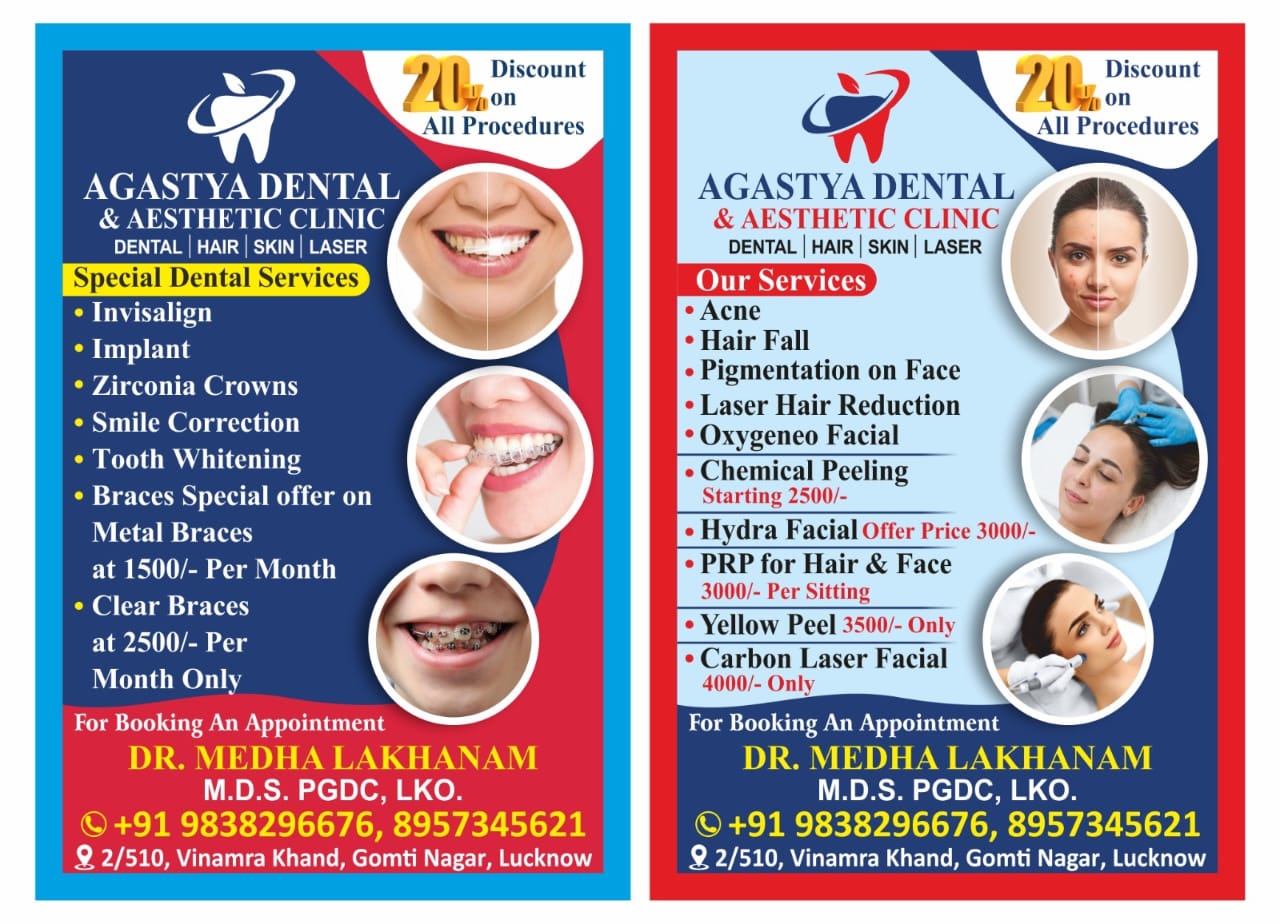 20% Discount
on
All Procedures
AGASTYA DENTAL
& AESTHETIC CLINIC
DENTAL | HAIR | SKIN | LASER
Special Dental Services
• Invisalign
• Implant
• Zirconia Crowns
• Smile Correction
• Tooth Whitening
• Braces Special offer on
Metal Braces
at 1500/- Per Month
• Clear Braces
at 2500/- Per
Month Only
For Booking An Appointment
DR. MEDHA LAKHANAM
M.D.S. PGDC, LKO.
+91 9838296676, 8957345621
2/510, Vinamra Khand, Gomti Nagar, Lucknow
20% Discount
on
All Procedures
AGASTYA DENTAL
& AESTHETIC CLINIC
DENTAL | HAIR | SKIN | LASER
Our Services
• Acne
• Hair Fall
• Pigmentation on Face
• Laser Hair Reduction
• Oxygeneo Facial
• Chemical Peeling
Starting 2500/-
• Hydra Facial Offer Price 3000/-
• PRP for Hair & Face
3000/- Per Sitting
• Yellow Peel 3500/- Only
• Carbon Laser Facial
4000/- Only
For Booking An Appointment
DR. MEDHA LAKHANAM
M.D.S. PGDC, LKO.
+91 9838296676, 8957345621
2/510, Vinamra Khand, Gomti Nagar, Lucknow